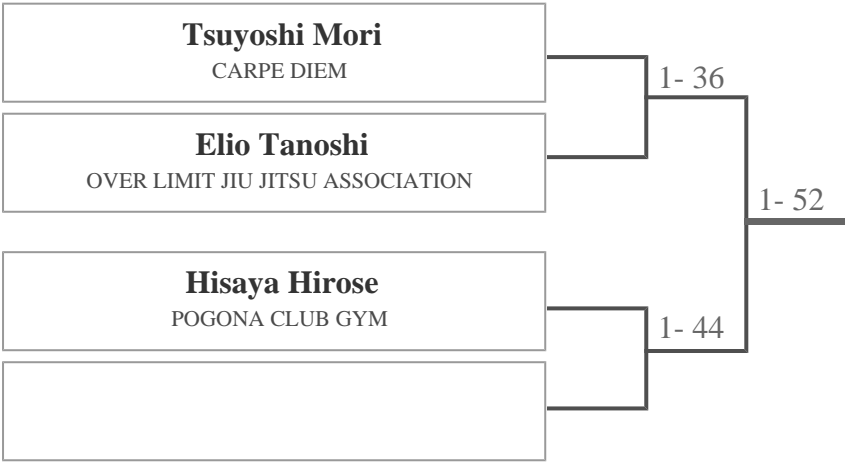 Tsuyoshi Mori
CARPE DIEM
1- 36
Elio Tanoshi
OVER LIMIT JIU JITSU ASSOCIATION
1- 52
Hisaya Hirose
POGONA CLUB GYM
1- 44